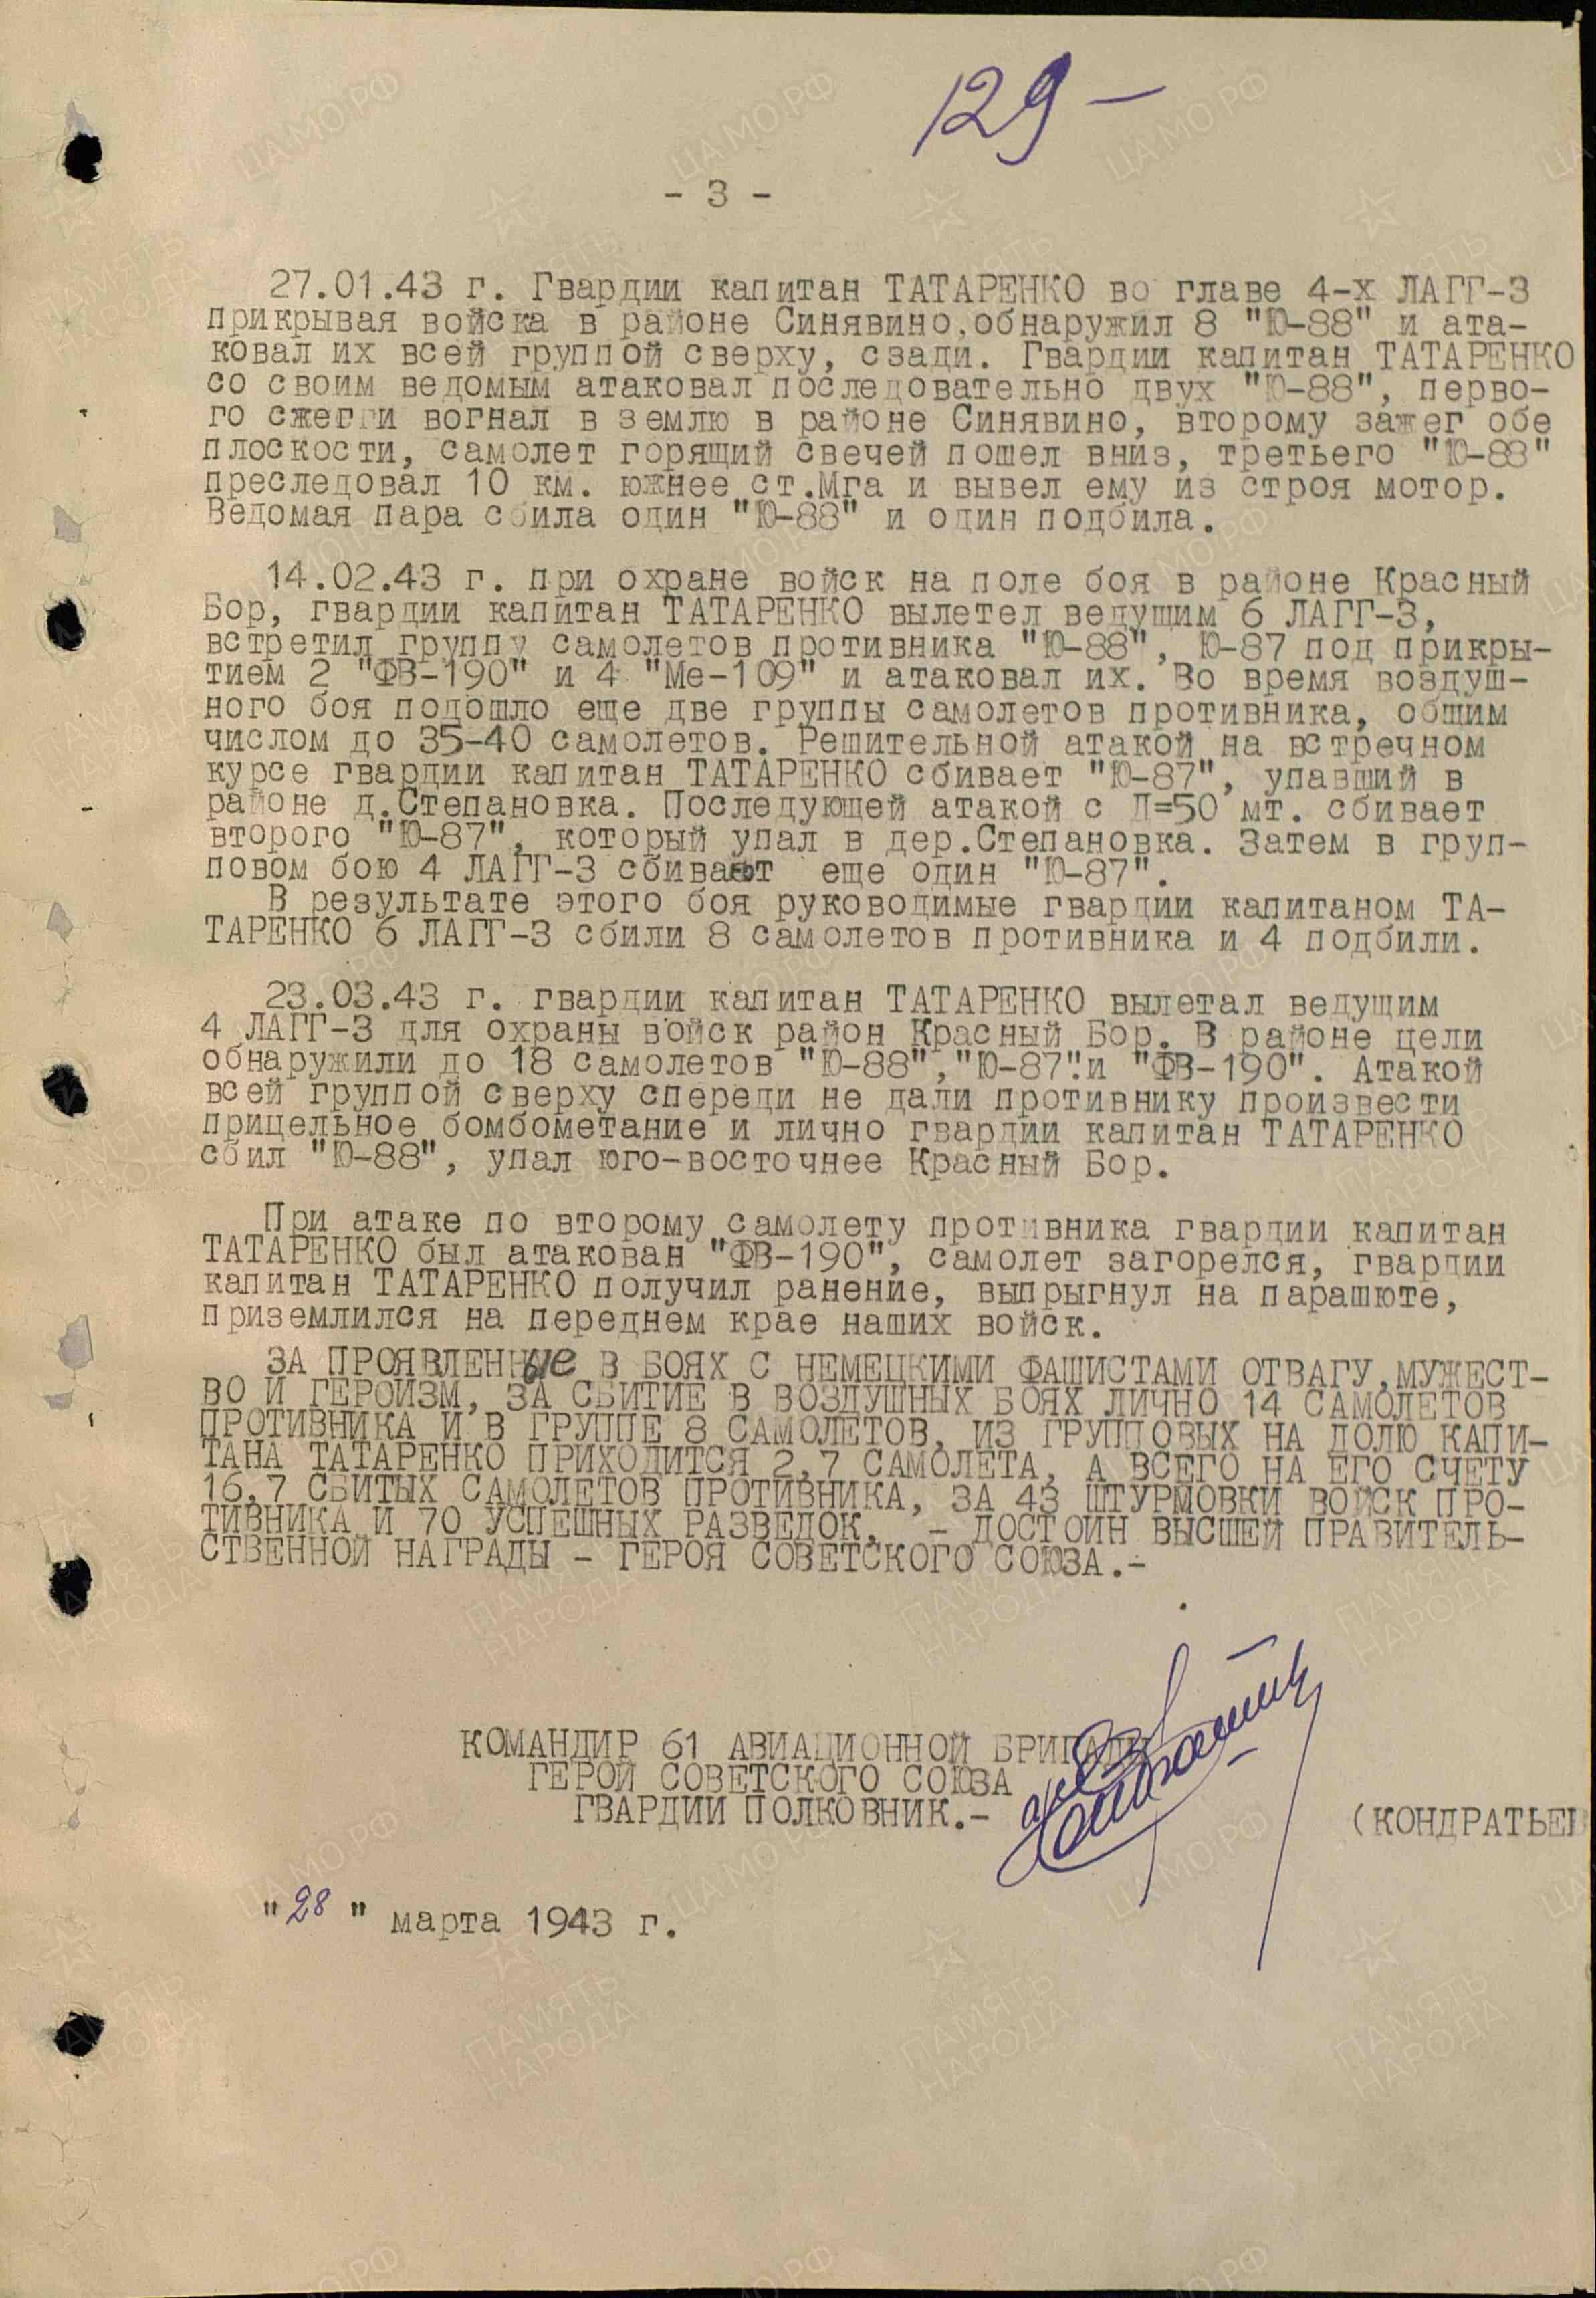 129 -
- 3 -
27.01.43 г. Гвардии капитан ТАТАРЕНКО во главе 4-х ЛАГГ-3
прикрывая войска в районе Синявино,обнаружил 8 "Ю-88" и ата-
ковал их всей группой сверху, сзади. Гвардии капитан ТАТАРЕНКО
со своим ведомым атаковал последовательно двух "Ю-88", перво-
го сжег и вогнал в землю в районе Синявино, второму зажег обе
плоскости, самолет горящий свечей пошел вниз, третьего "Ю-88"
преследовал 10 км. южнее ст.Мга и вывел ему из строя мотор.
Ведомая пара сбила один "Ю-88" и один подбила.
14.02.43 г. при охране войск на поле боя в районе Красный
Бор, гвардии капитан ТАТАРЕНКО вылетел ведущим 6 ЛАГГ-3,
встретил группу самолетов противника "Ю-88", Ю-87 под прикры-
тием 2 "ФВ-190" и 4 "Ме-109" и атаковал их. Во время воздуш-
ного боя подошло еще две группы самолетов противника, общим
числом до 35-40 самолетов. Решительной атакой на встречном
курсе гвардии капитан ТАТАРЕНКО сбивает "Ю-87", упавший в
районе д.Степановка. Последующей атакой с Д=50 мт. сбивает
второго "Ю-87", который упал в дер.Степановка. Затем в груп-
повом бою 4 ЛАГГ-3 сбивают еще один "Ю-87".
В результате этого боя руководимые гвардии капитаном ТА-
ТАРЕНКО 6 ЛАГГ-3 сбили 8 самолетов противника и 4 подбили.
23.03.43 г. гвардии капитан ТАТАРЕНКО вылетал ведущим
4 ЛАГГ-3 для охраны войск район Красный Бор. В районе цели
обнаружили до 18 самолетов "Ю-88","Ю-87".и "ФВ-190". Атакой
всей группой сверху спереди не дали противнику произвести
прицельное бомбометание и лично гвардии капитан ТАТАРЕНКО
сбил "Ю-88", упал юго-восточнее Красный Бор.
При атаке по второму самолету противника гвардии капитан
ТАТАРЕНКО был атакован "ФВ-190", самолет загорелся, гвардии
капитан ТАТАРЕНКО получил ранение, выпрыгнул на парашюте,
приземлился на переднем крае наших войск.
ЗА ПРОЯВЛЕННые В БОЯХ С НЕМЕЦКИМИ ФАШИСТАМИ ОТВАГУ,МУЖЕСТ-
ВО И ГЕРОИЗМ, ЗА СБИТИЕ В ВОЗДУШНЫХ БОЯХ ЛИЧНО 14 САМОЛЕТОВ
ПРОТИВНИКА И В ГРУППЕ 8 САМОЛЕТОВ, ИЗ ГРУППОВЫХ НА ДОЛЮ КАПИ-
ТАНА ТАТАРЕНКО ПРИХОДИТСЯ 2,7 САМОЛЕТА, А ВСЕГО НА ЕГО СЧЕТУ
16,7 СБИТЫХ САМОЛЕТОВ ПРОТИВНИКА, ЗА 43 ШТУРМОВКИ ВОЙСК ПРО-
ТИВНИКА И 70 УСПЕШНЫХ РАЗВЕДОК, - ДОСТОИН ВЫСШЕЙ ПРАВИТЕЛЬ-
СТВЕННОЙ НАГРАДЫ - ГЕРОЯ СОВЕТСКОГО СОЮЗА.-
КОМАНДИР 61 АВИАЦИОННОЙ БРИГАДЫ
ГЕРОЙ СОВЕТСКОГО СОЮЗА
ГВАРДИИ ПОЛКОВНИК.-
(КОНДРАТЬЕВ
"28" марта 1943 г.